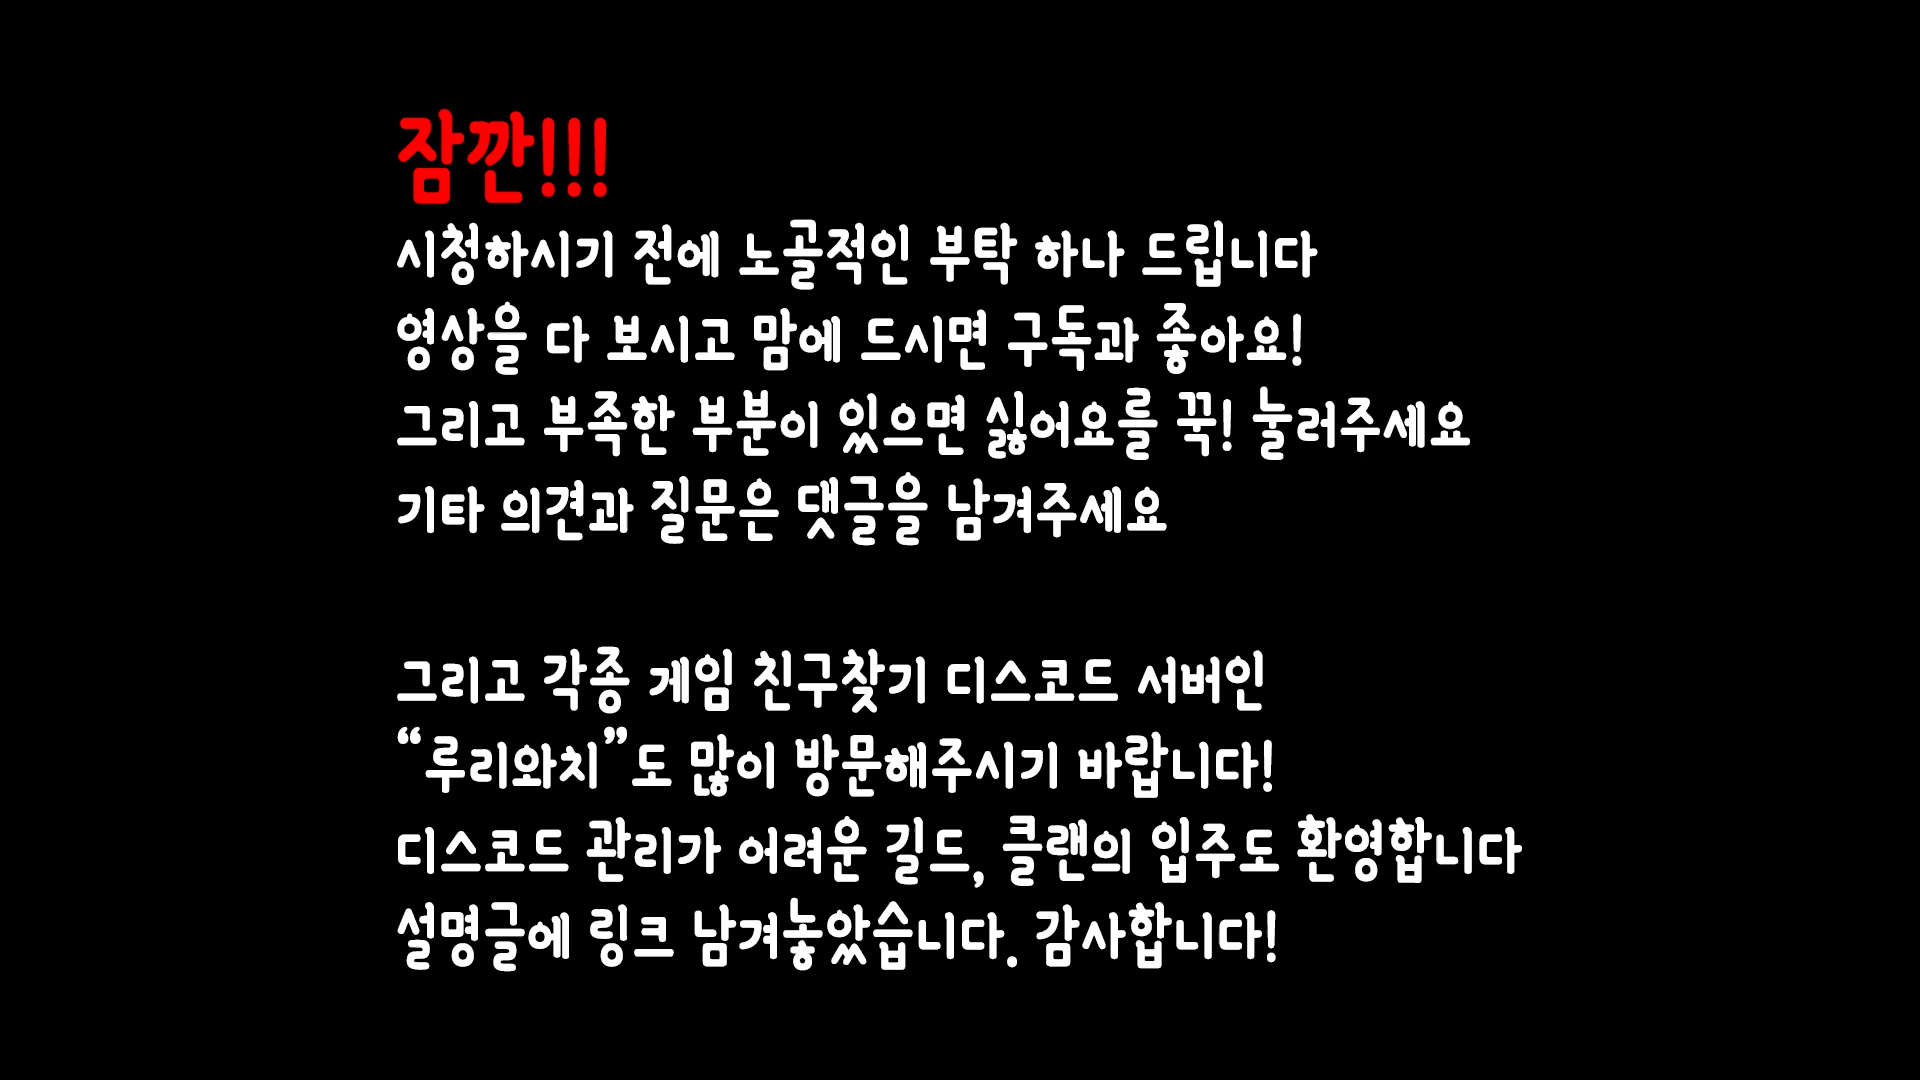 잠깐!!!
시청하시기 전에 노골적인 부탁 하나 드립니다
영상을 다 보시고 맘에 드시면 구독과 좋아요!
그리고 부족한 부분이 있으면 싫어요를 꾹! 눌러주세요
기타 의견과 질문은 댓글을 남겨주세요
그리고 각종 게임 친구찾기 디스코드 서버인
“루리와치”도 많이 방문해주시기 바랍니다!
디스코드 관리가 어려운 길드, 클랜의 입주도 환영합니다
설명글에 링크 남겨놓았습니다. 감사합니다!